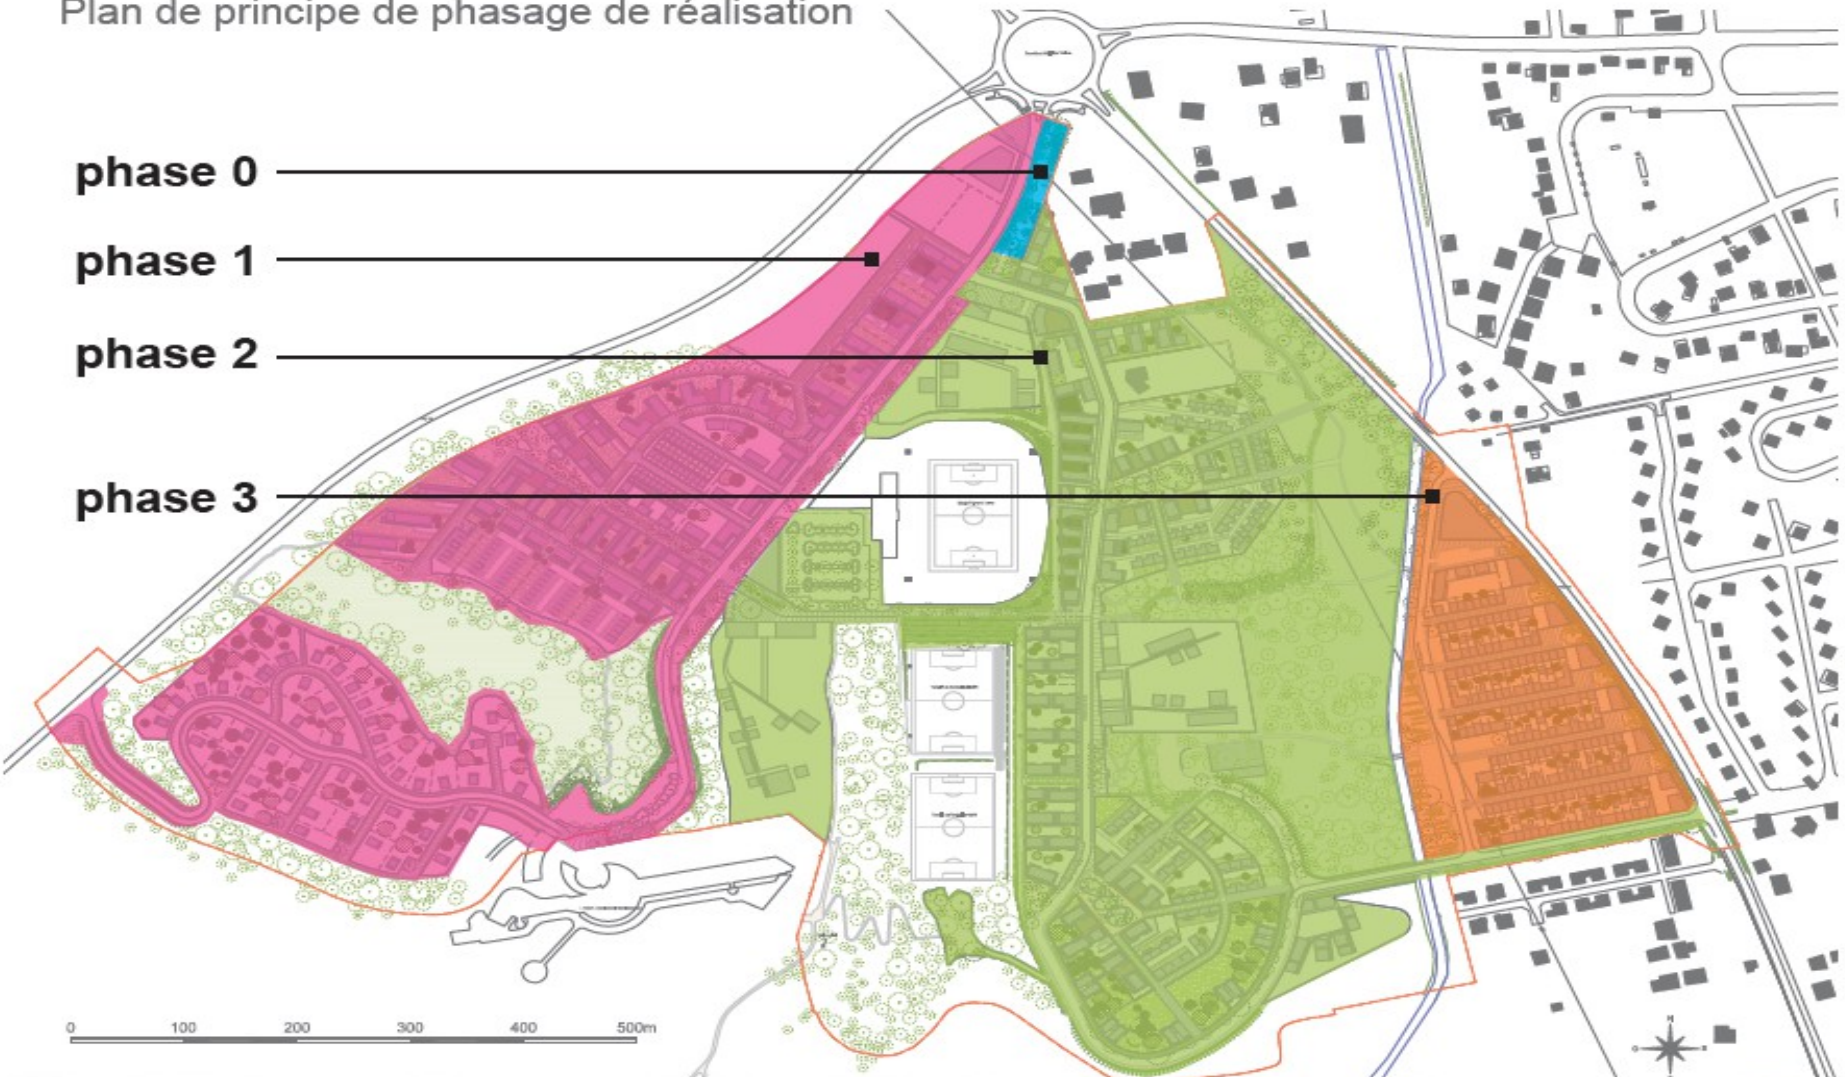 Plan de principe de phasage de réalisation
phase 0
phase 1
phase 2
phase 3
0 100 200 300 400 500m
N